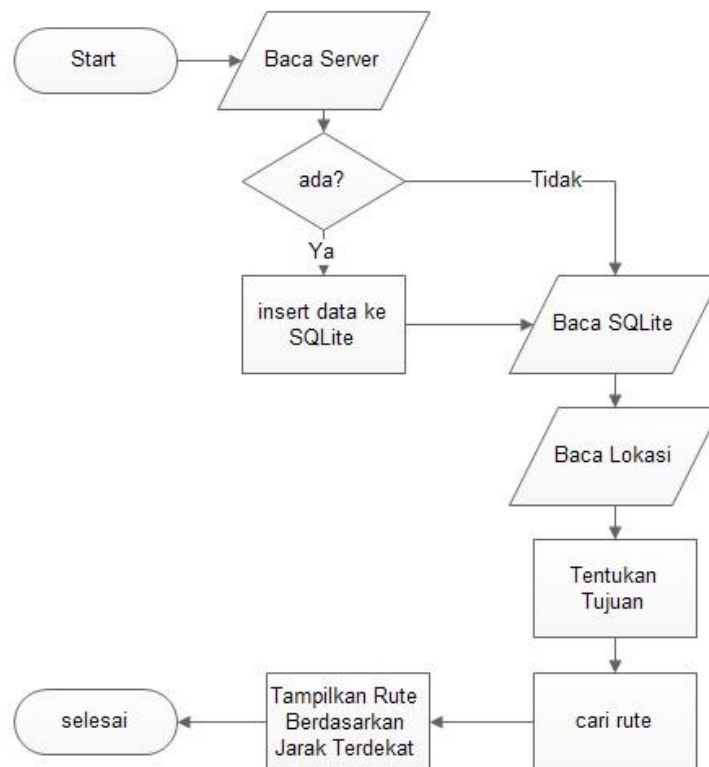 Start
Baca Server
ada?
Tidak
Ya
insert data ke
SQLite
Baca SQLite
Baca Lokasi
Tentukan
Tujuan
cari rute
Tampilkan Rute
Berdasarkan
Jarak Terdekat
selesai